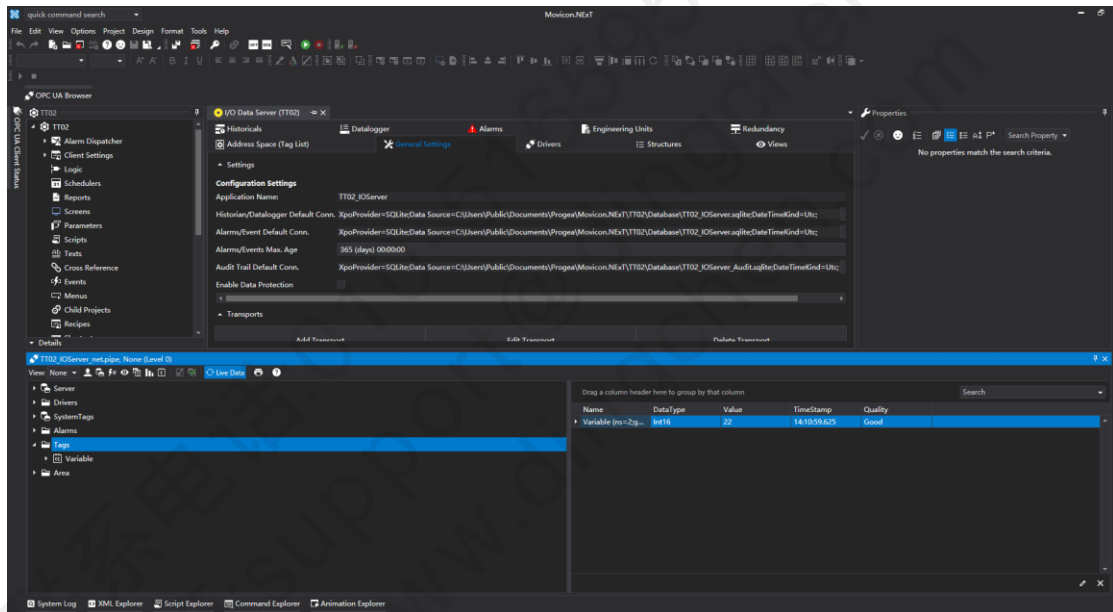 quick command search
Movicon.NExT
File Edit View Options Project Design Format Tools Help
OPC UA Browser
OPC UA Client Status
TT02
TT02
Alarm Dispatcher
Client Settings
Logic
Schedulers
Reports
Screens
Parameters
Scripts
Texts
Cross Reference
Events
Menus
Child Projects
Recipes
Details
I/O Data Server (TT02)
Historicals Datalogger Alarms Engineering Units Redundancy
Address Space (Tag List) General Settings Drivers Structures Views
Settings
Configuration Settings
Application Name: TT02_IOServer
Historian/Datalogger Default Conn. XpoProvider=SQLite;Data Source=C:\Users\Public\Documents\Progea\Movicon.NExT\TT02\Database\TT02_IOServer.sqlite;DateTimeKind=Utc;
Alarms/Event Default Conn. XpoProvider=SQLite;Data Source=C:\Users\Public\Documents\Progea\Movicon.NExT\TT02\Database\TT02_IOServer.sqlite;DateTimeKind=Utc;
Alarms/Events Max. Age 365 (days) 00:00:00
Audit Trail Default Conn. XpoProvider=SQLite;Data Source=C:\Users\Public\Documents\Progea\Movicon.NExT\TT02\Database\TT02_IOServer_Audit.sqlite;DateTimeKind=Utc;
Enable Data Protection
Transports
Add Transport Edit Transport Delete Transport
Properties
Search Property
No properties match the search criteria.
TT02_IOServer_net.pipe, None (Level 0)
View: None Live Data
Server
Drivers
SystemTags
Alarms
Tags
Variable
Area
Drag a column header here to group by that column Search
Name DataType Value TimeStamp Quality
Variable (ns=2;g... Int16 22 14:10:59.625 Good
System Log XML Explorer Script Explorer Command Explorer Animation Explorer